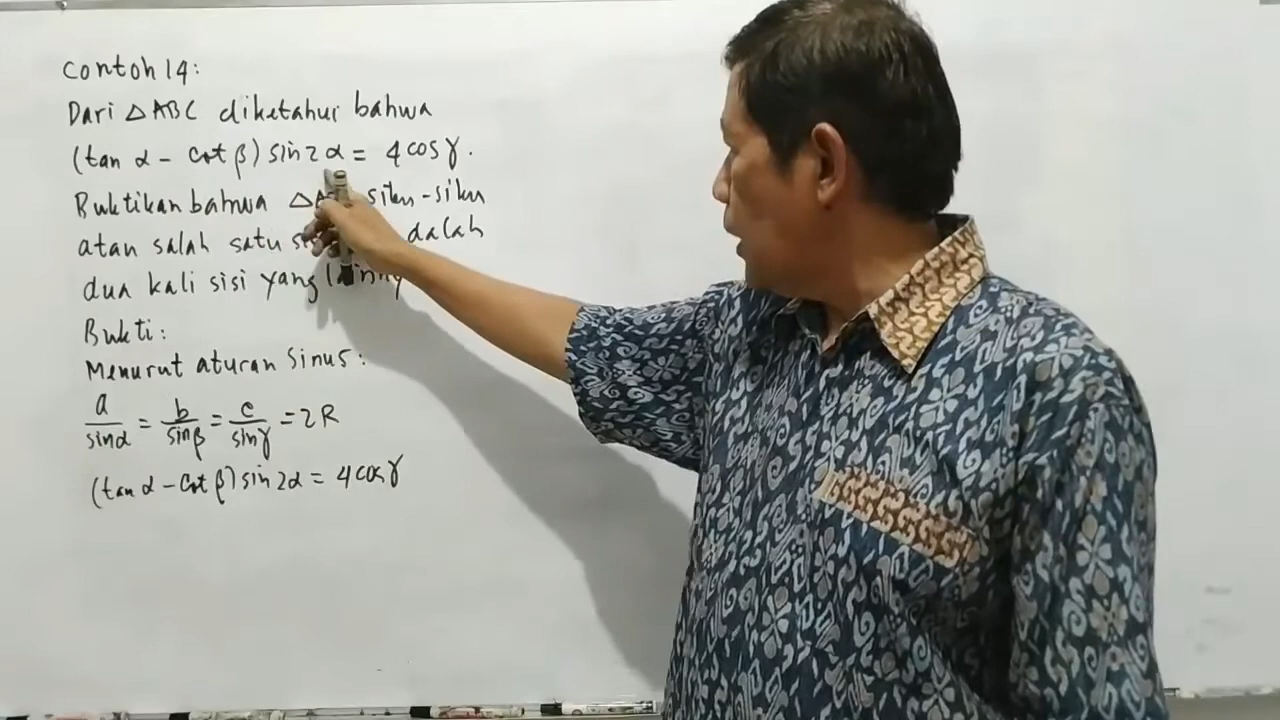 Contoh 14:
Dari △ABC diketahui bahwa
(tan α - cot β) sin 2α = 4 cos γ.
Buktikan bahwa siku-siku
atau salah satu dalah
dua kali sisi yang
Bukti:
Menurut aturan sinus:
a/sin α = b/sin β = c/sin γ = 2R
(tan α - cot β) sin 2α = 4 cos γ